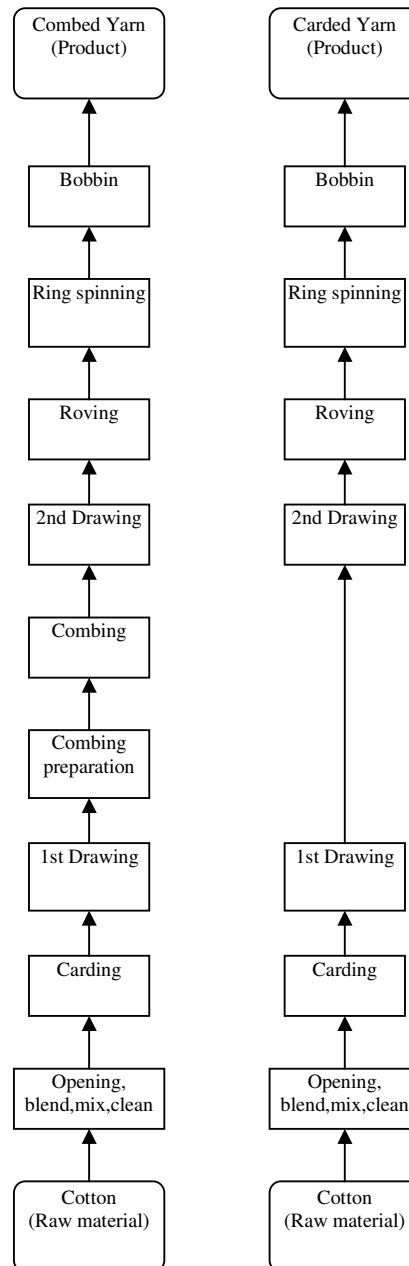 Combed Yarn
(Product)
Bobbin
Ring spinning
Roving
2nd Drawing
Combing
Combing
preparation
1st Drawing
Carding
Opening,
blend,mix,clean
Cotton
(Raw material)
Carded Yarn
(Product)
Bobbin
Ring spinning
Roving
2nd Drawing
1st Drawing
Carding
Opening,
blend,mix,clean
Cotton
(Raw material)